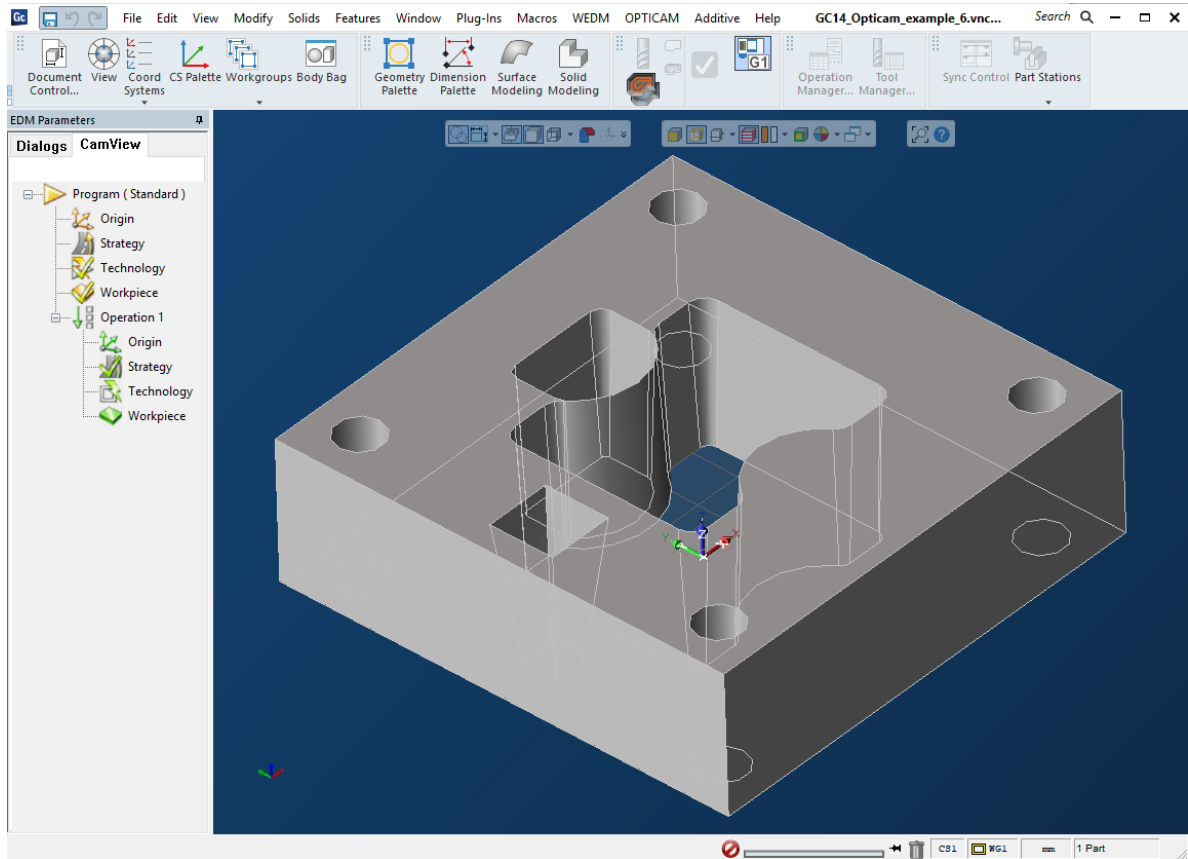 Gc File Edit View Modify Solids Features Window Plug-Ins Macros WEDM OPTICAM Additive Help GC14_Opticam_example_6.vnc... Search
Document Control... View Coord Systems CS Palette Workgroups Body Bag Geometry Palette Dimension Palette Surface Modeling Solid Modeling G1 Operation Manager... Tool Manager... Sync Control Part Stations
EDM Parameters
Dialogs CamView
Program ( Standard )
Origin
Strategy
Technology
Workpiece
Operation 1
Origin
Strategy
Technology
Workpiece
Z
Y X
CS1 WG1 mm 1 Part